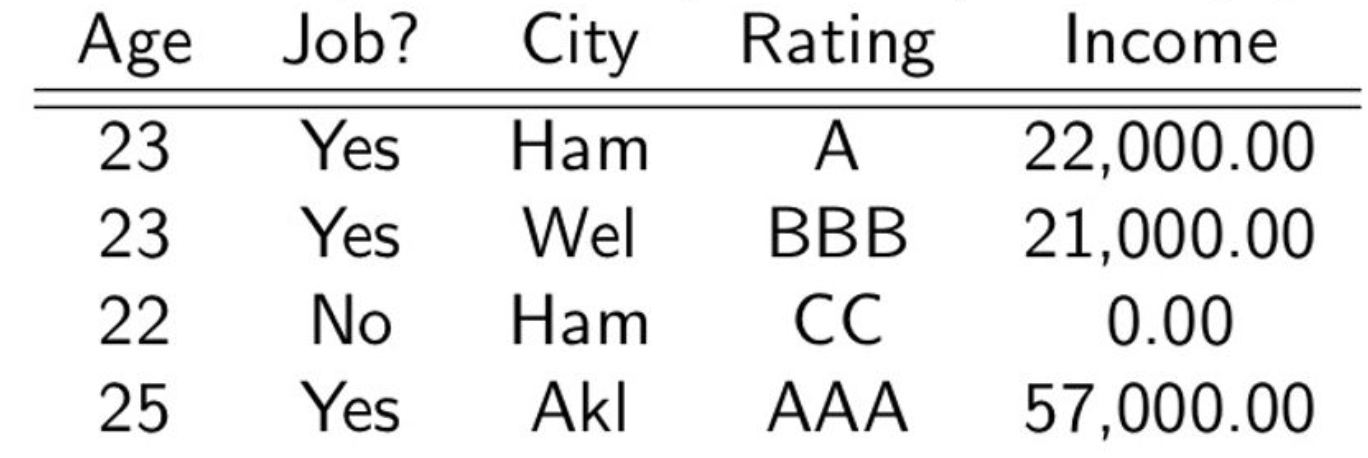 Age Job? City Rating Income
23 Yes Ham A 22,000.00
23 Yes Wel BBB 21,000.00
22 No Ham CC 0.00
25 Yes Akl AAA 57,000.00